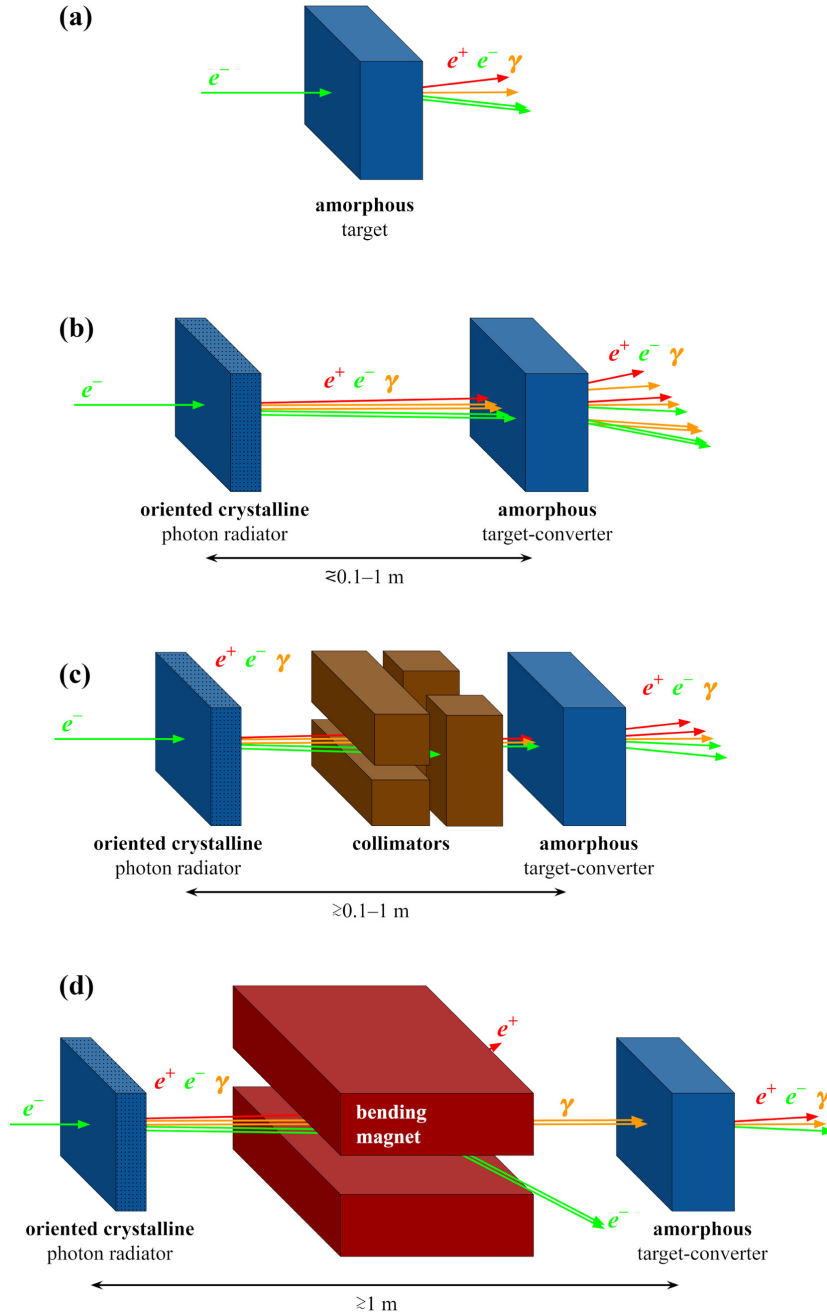 (a)
e⁺ e⁻ γ
e⁻
amorphous
target
(b)
e⁺ e⁻ γ
e⁺ e⁻ γ
e⁻
oriented crystalline
photon radiator
amorphous
target-converter
≷0.1–1 m
(c)
e⁺ e⁻ γ
e⁺ e⁻ γ
e⁻
oriented crystalline
photon radiator
collimators
amorphous
target-converter
≳0.1–1 m
(d)
e⁺
e⁺ e⁻ γ
e⁺ e⁻ γ
e⁻
γ
bending
magnet
e⁻
oriented crystalline
photon radiator
amorphous
target-converter
≳1 m